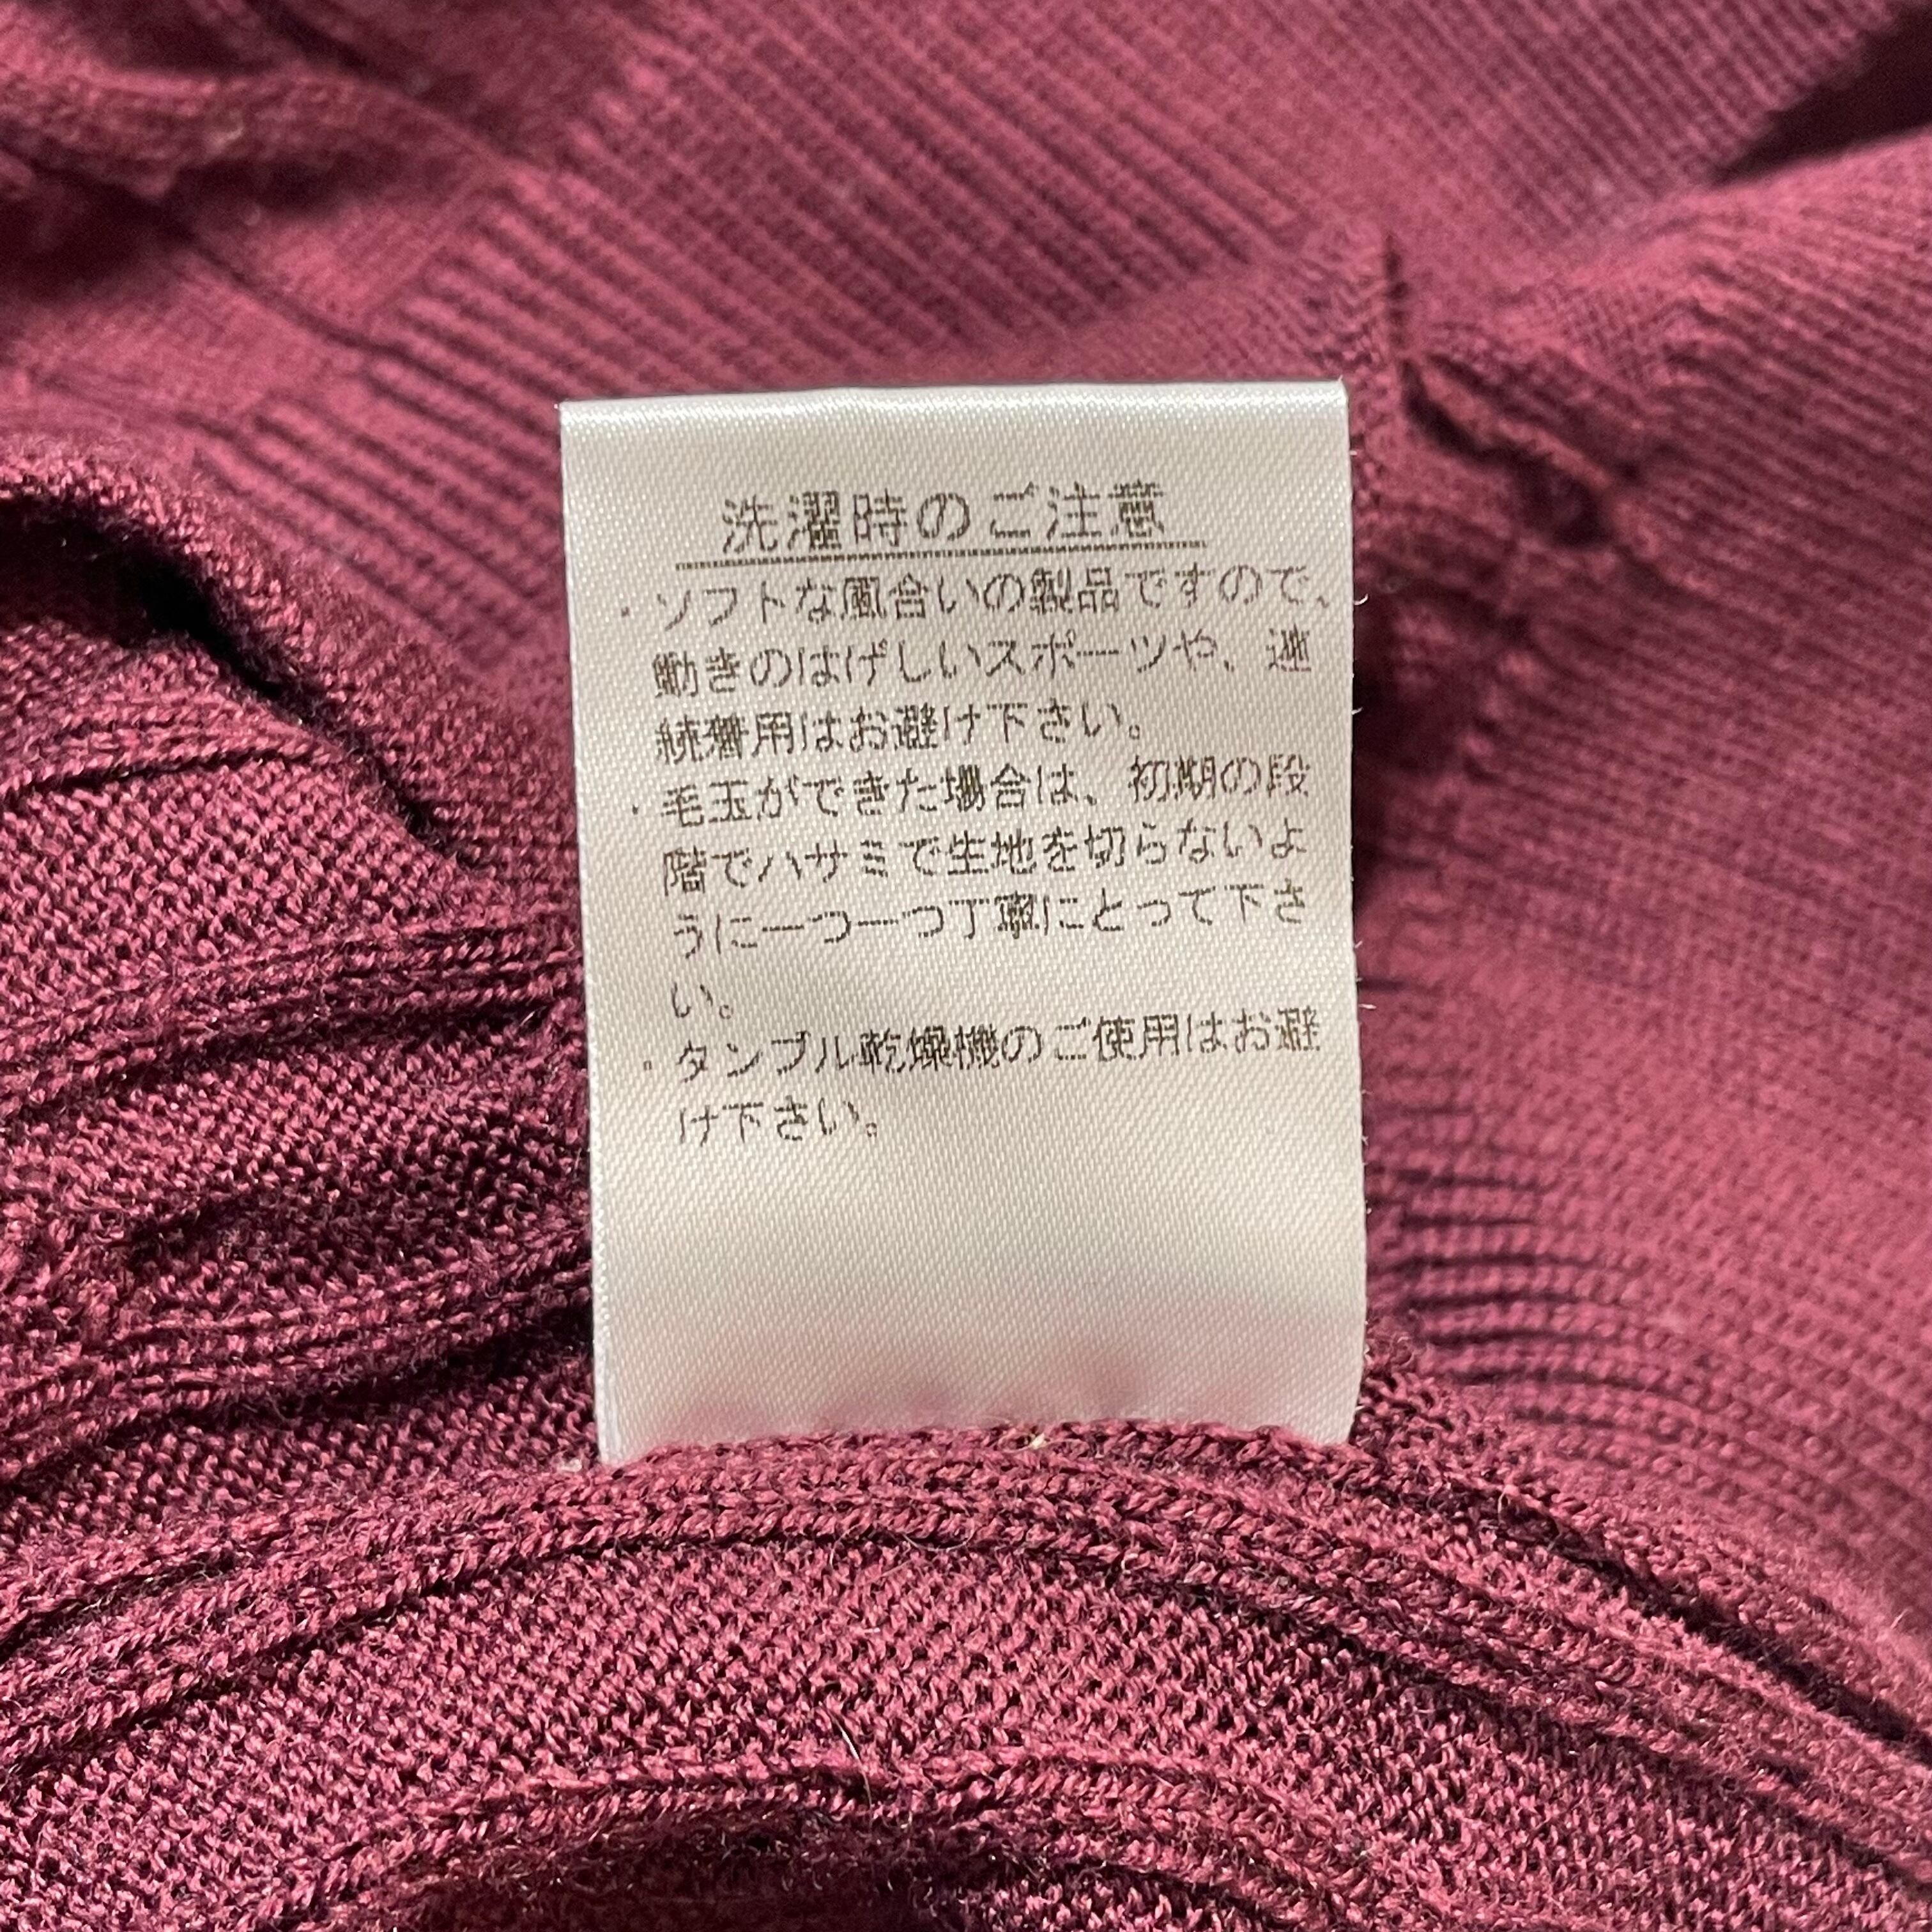 洗濯時のご注意
・ソフトな風合いの製品ですので、
動きのはげしいスポーツや、連
続着用はお避け下さい。
・毛玉ができた場合は、初期の段
階でハサミで生地を切らないよ
うに一つ一つ丁寧にとって下さ
い。
・タンブル乾燥機のご使用はお避
け下さい。